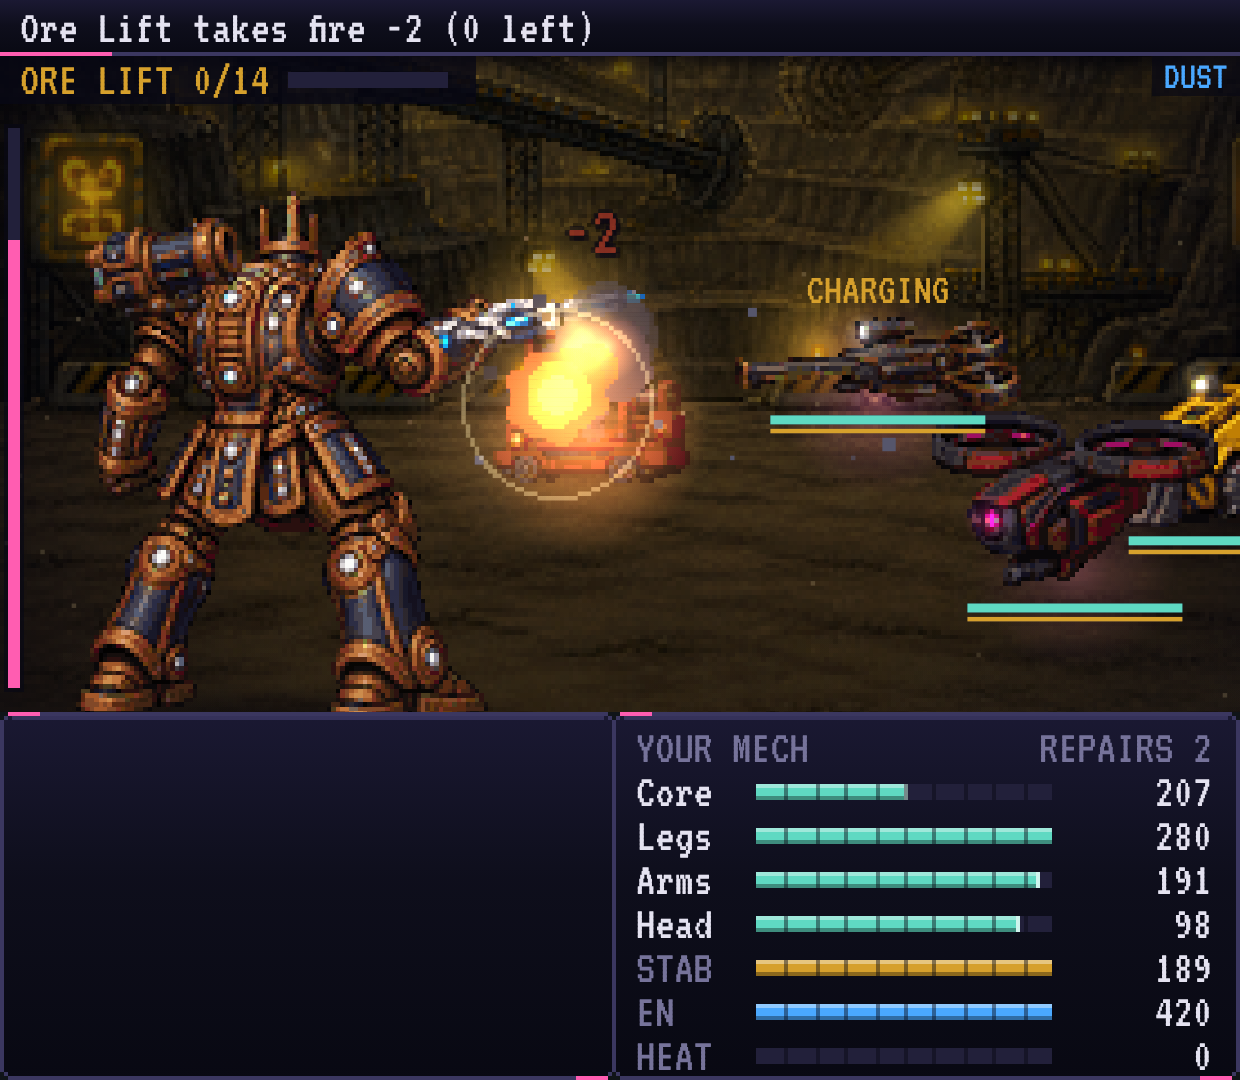 Ore Lift takes fire -2 (0 left)
ORE LIFT 0/14
DUST
-2
CHARGING
YOUR MECH REPAIRS 2
Core 207
Legs 280
Arms 191
Head 98
STAB 189
EN 420
HEAT 0